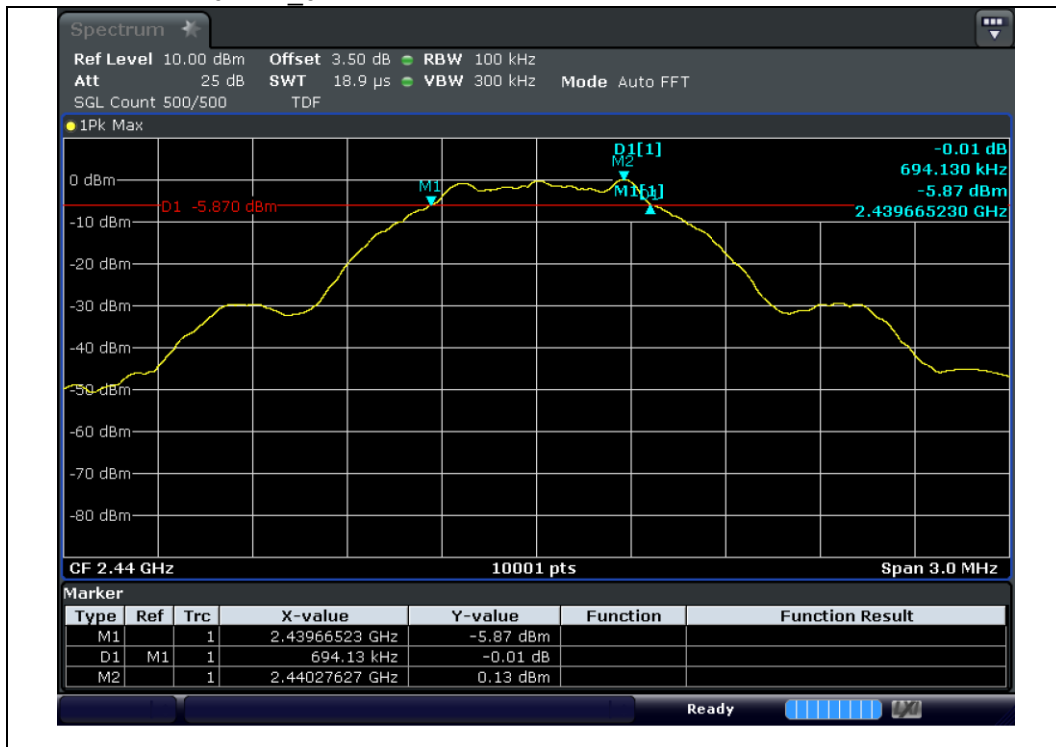 Spectrum
Ref Level 10.00 dBm Offset 3.50 dB RBW 100 kHz
Att 25 dB SWT 18.9 µs VBW 300 kHz Mode Auto FFT
SGL Count 500/500 TDF
1Pk Max
D1[1] -0.01 dB
M2 694.130 kHz
0 dBm
M1 M1[1] -5.87 dBm
D1 -5.870 dBm 2.439665230 GHz
-10 dBm
-20 dBm
-30 dBm
-40 dBm
-50 dBm
-60 dBm
-70 dBm
-80 dBm
CF 2.44 GHz 10001 pts Span 3.0 MHz
Marker
Type Ref Trc X-value Y-value Function Function Result
M1 1 2.43966523 GHz -5.87 dBm
D1 M1 1 694.13 kHz -0.01 dB
M2 1 2.44027627 GHz 0.13 dBm
Ready LXI